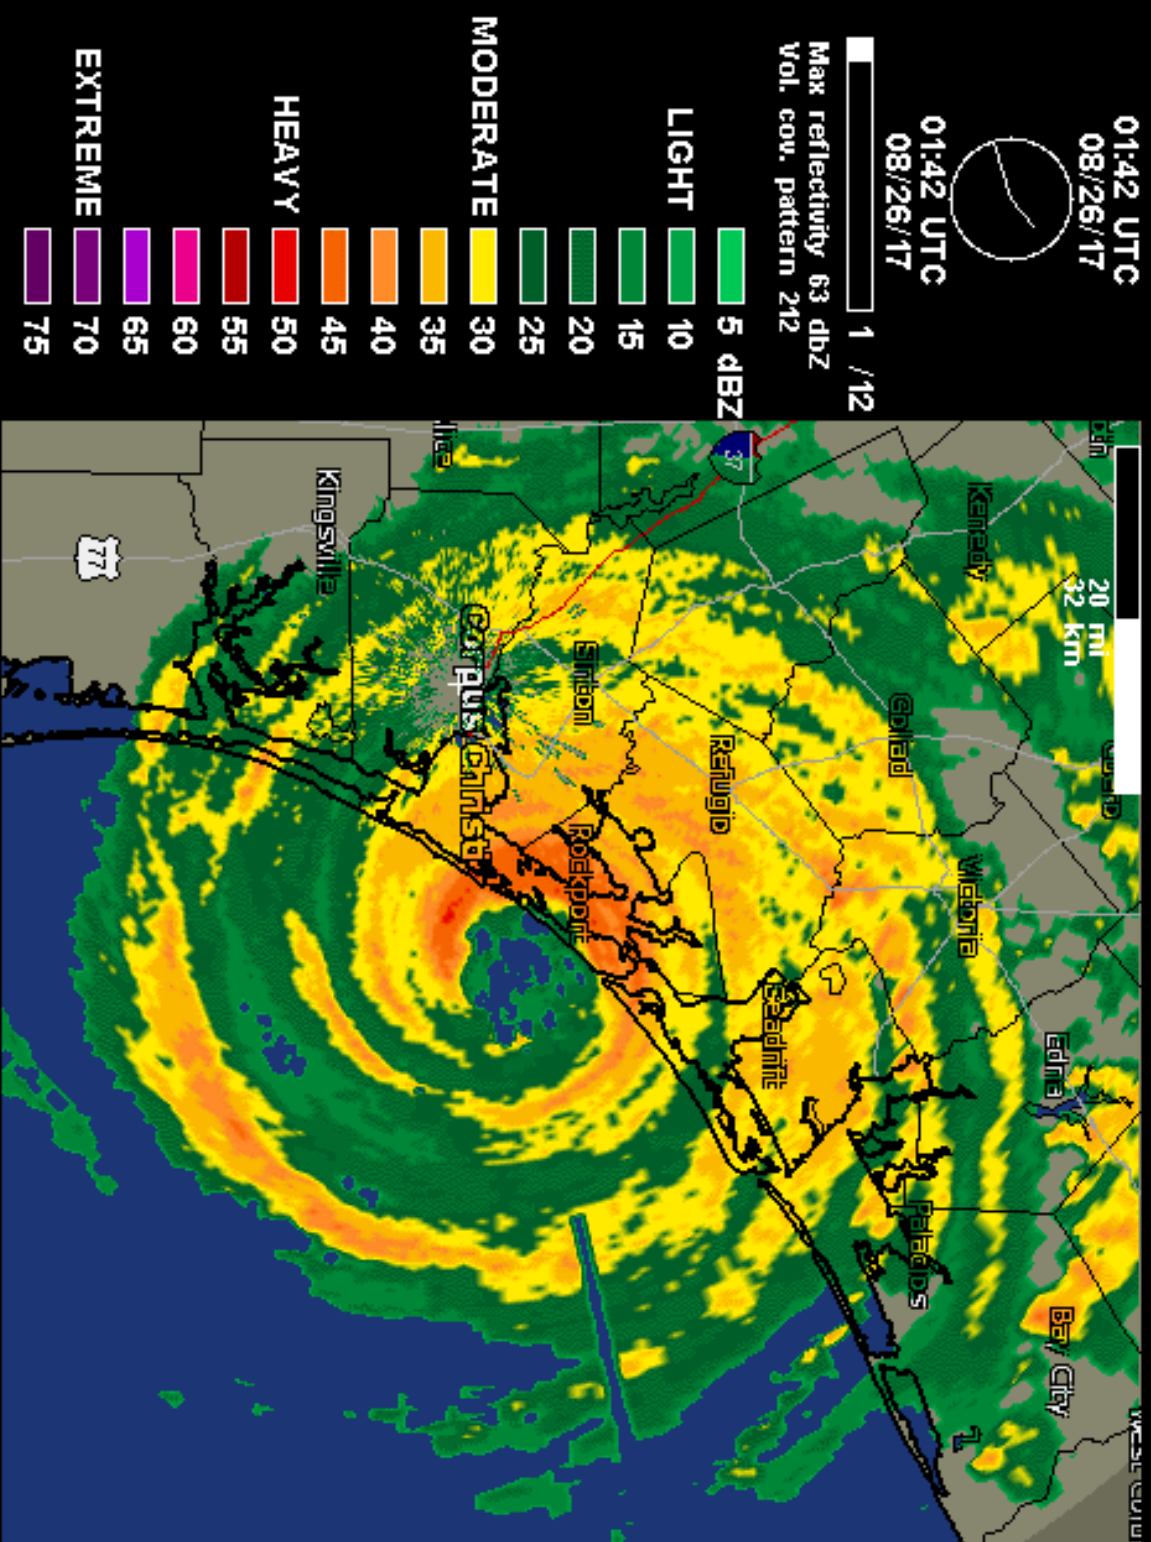 01:42 UTC
08/26/17
01:42 UTC
08/26/17
1 /12
Max reflectivity 63 dbZ
Vol. cov. pattern 212
5 dBZ
LIGHT 10
15
20
25
MODERATE 30
35
40
45
HEAVY 50
55
60
65
EXTREME 70
75
20 mi
32 km
Kenedy
37
Goliad
Victoria
Edna
Bay City
Refugio
Sinton
Seadrift
Palacios
Rockport
Corpus Christi
Kingsville
77